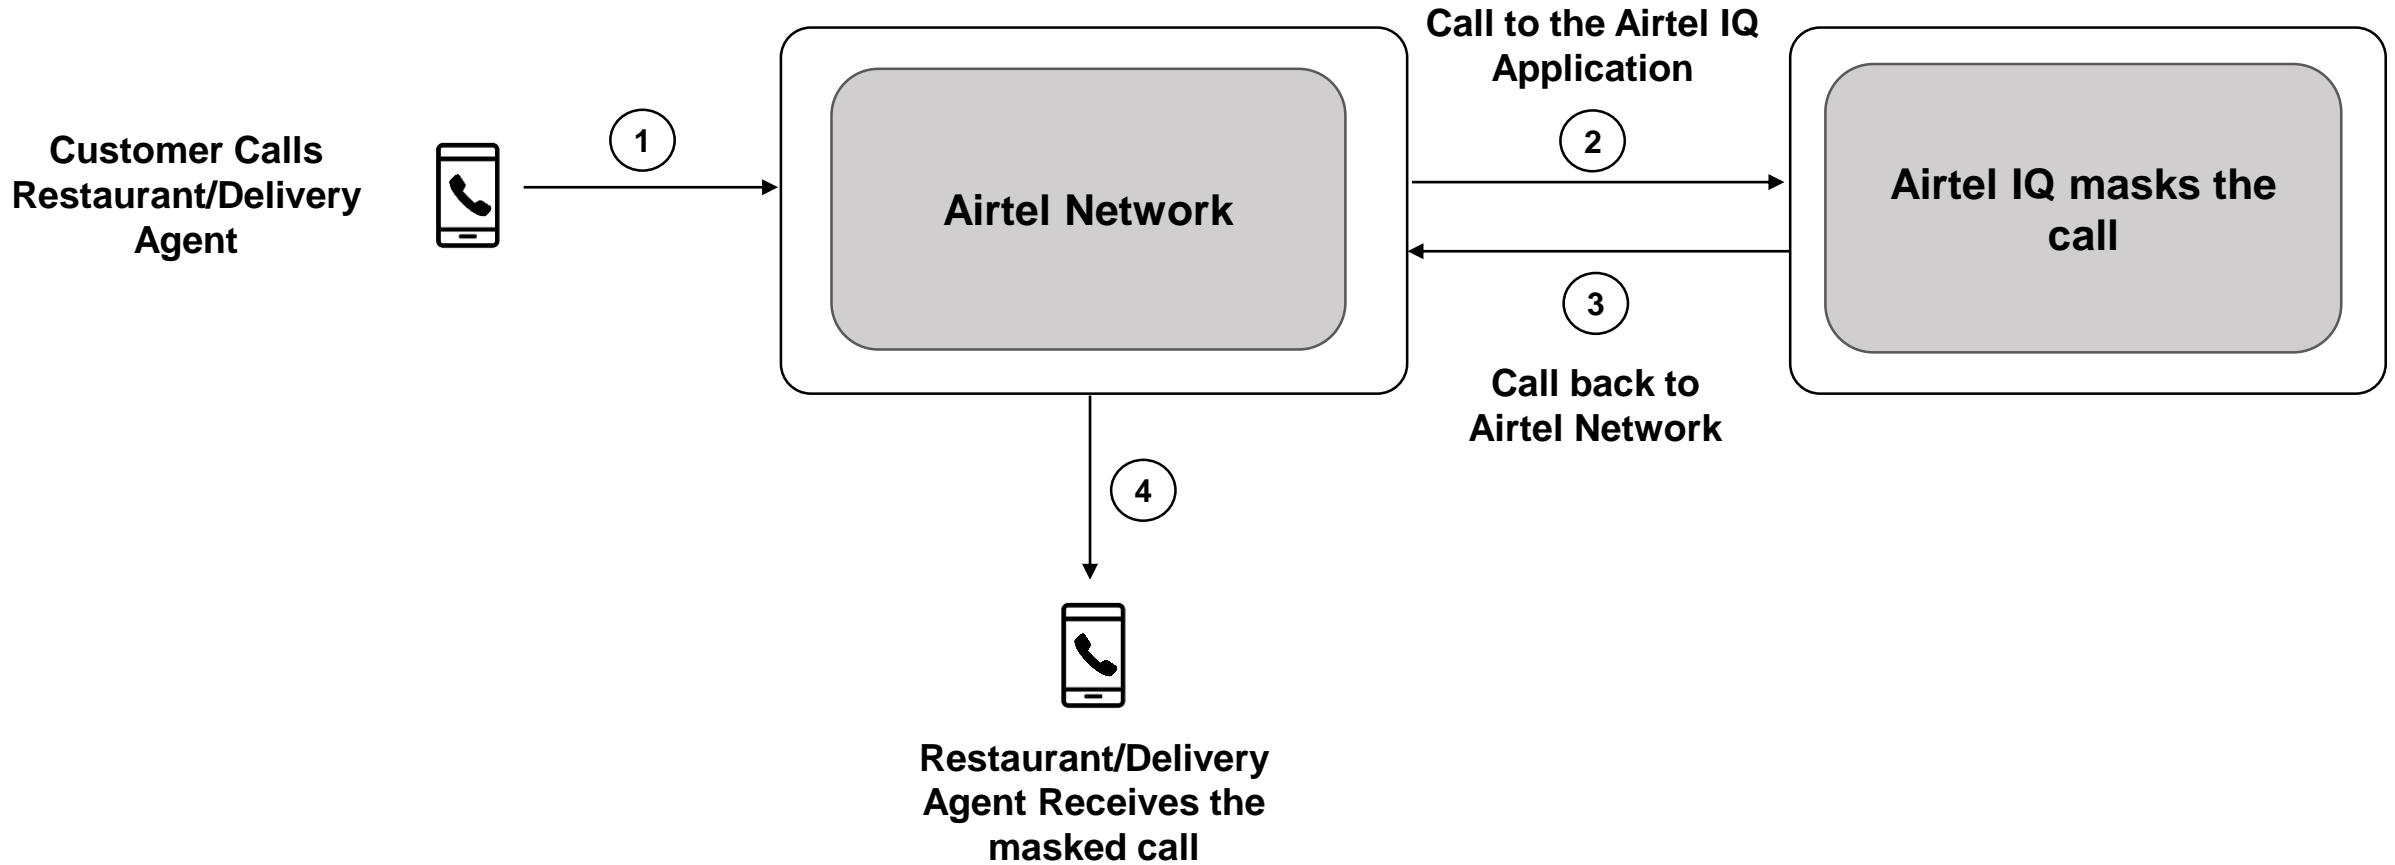 Customer Calls
Restaurant/Delivery
Agent
1
Airtel Network
Call to the Airtel IQ
Application
2
Airtel IQ masks the
call
3
Call back to
Airtel Network
4
Restaurant/Delivery
Agent Receives the
masked call